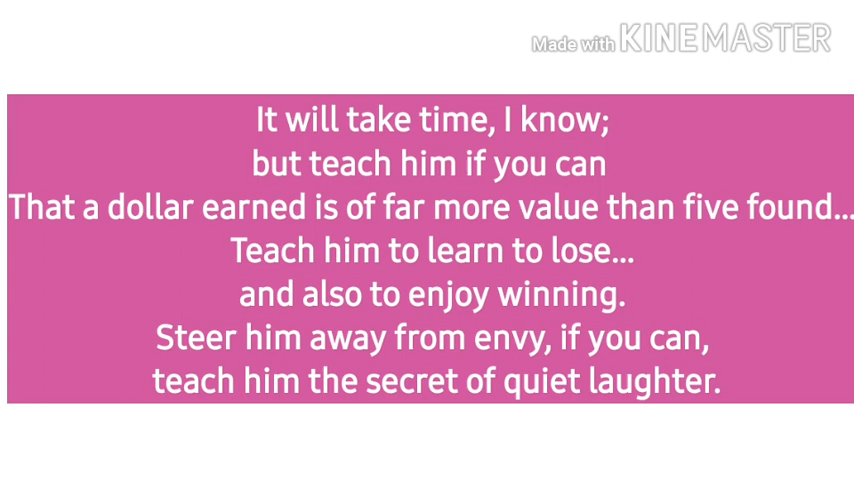 Made with KINEMASTER
It will take time, I know;
but teach him if you can
That a dollar earned is of far more value than five found...
Teach him to learn to lose...
and also to enjoy winning.
Steer him away from envy, if you can,
teach him the secret of quiet laughter.